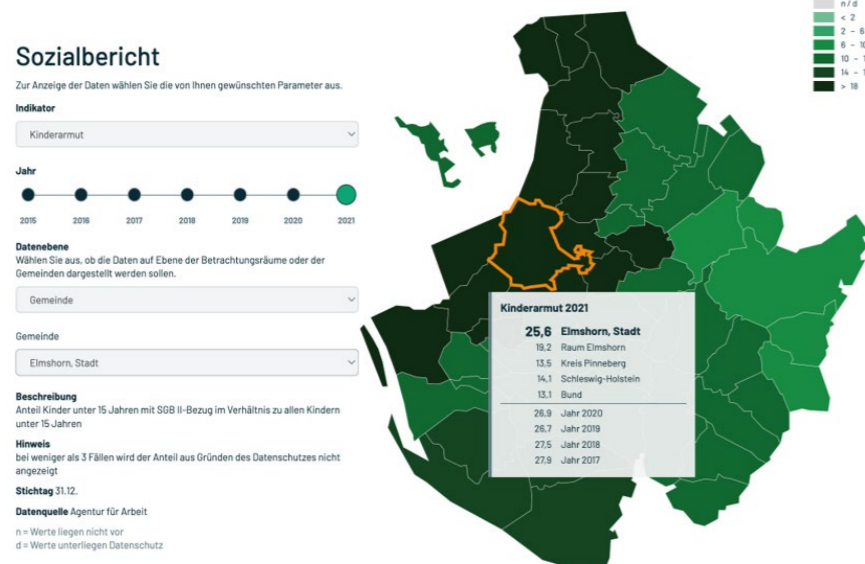 Sozialbericht
Zur Anzeige der Daten wählen Sie die von Ihnen gewünschten Parameter aus.
Indikator
Kinderarmut
Jahr
2015 2016 2017 2018 2019 2020 2021
Datenebene
Wählen Sie aus, ob die Daten auf Ebene der Betrachtungsräume oder der
Gemeinden dargestellt werden sollen.
Gemeinde
Gemeinde
Elmshorn, Stadt
Beschreibung
Anteil Kinder unter 15 Jahren mit SGB II-Bezug im Verhältnis zu allen Kindern
unter 15 Jahren
Hinweis
bei weniger als 3 Fällen wird der Anteil aus Gründen des Datenschutzes nicht
angezeigt
Stichtag 31.12.
Datenquelle Agentur für Arbeit
n = Werte liegen nicht vor
d = Werte unterliegen Datenschutz
Kinderarmut 2021
25,6 Elmshorn, Stadt
19,2 Raum Elmshorn
13,5 Kreis Pinneberg
14,1 Schleswig-Holstein
13,1 Bund
26,9 Jahr 2020
26,7 Jahr 2019
27,5 Jahr 2018
27,9 Jahr 2017
n / d
< 2
2 - 6
6 - 10
10 - 
14 - 
> 18